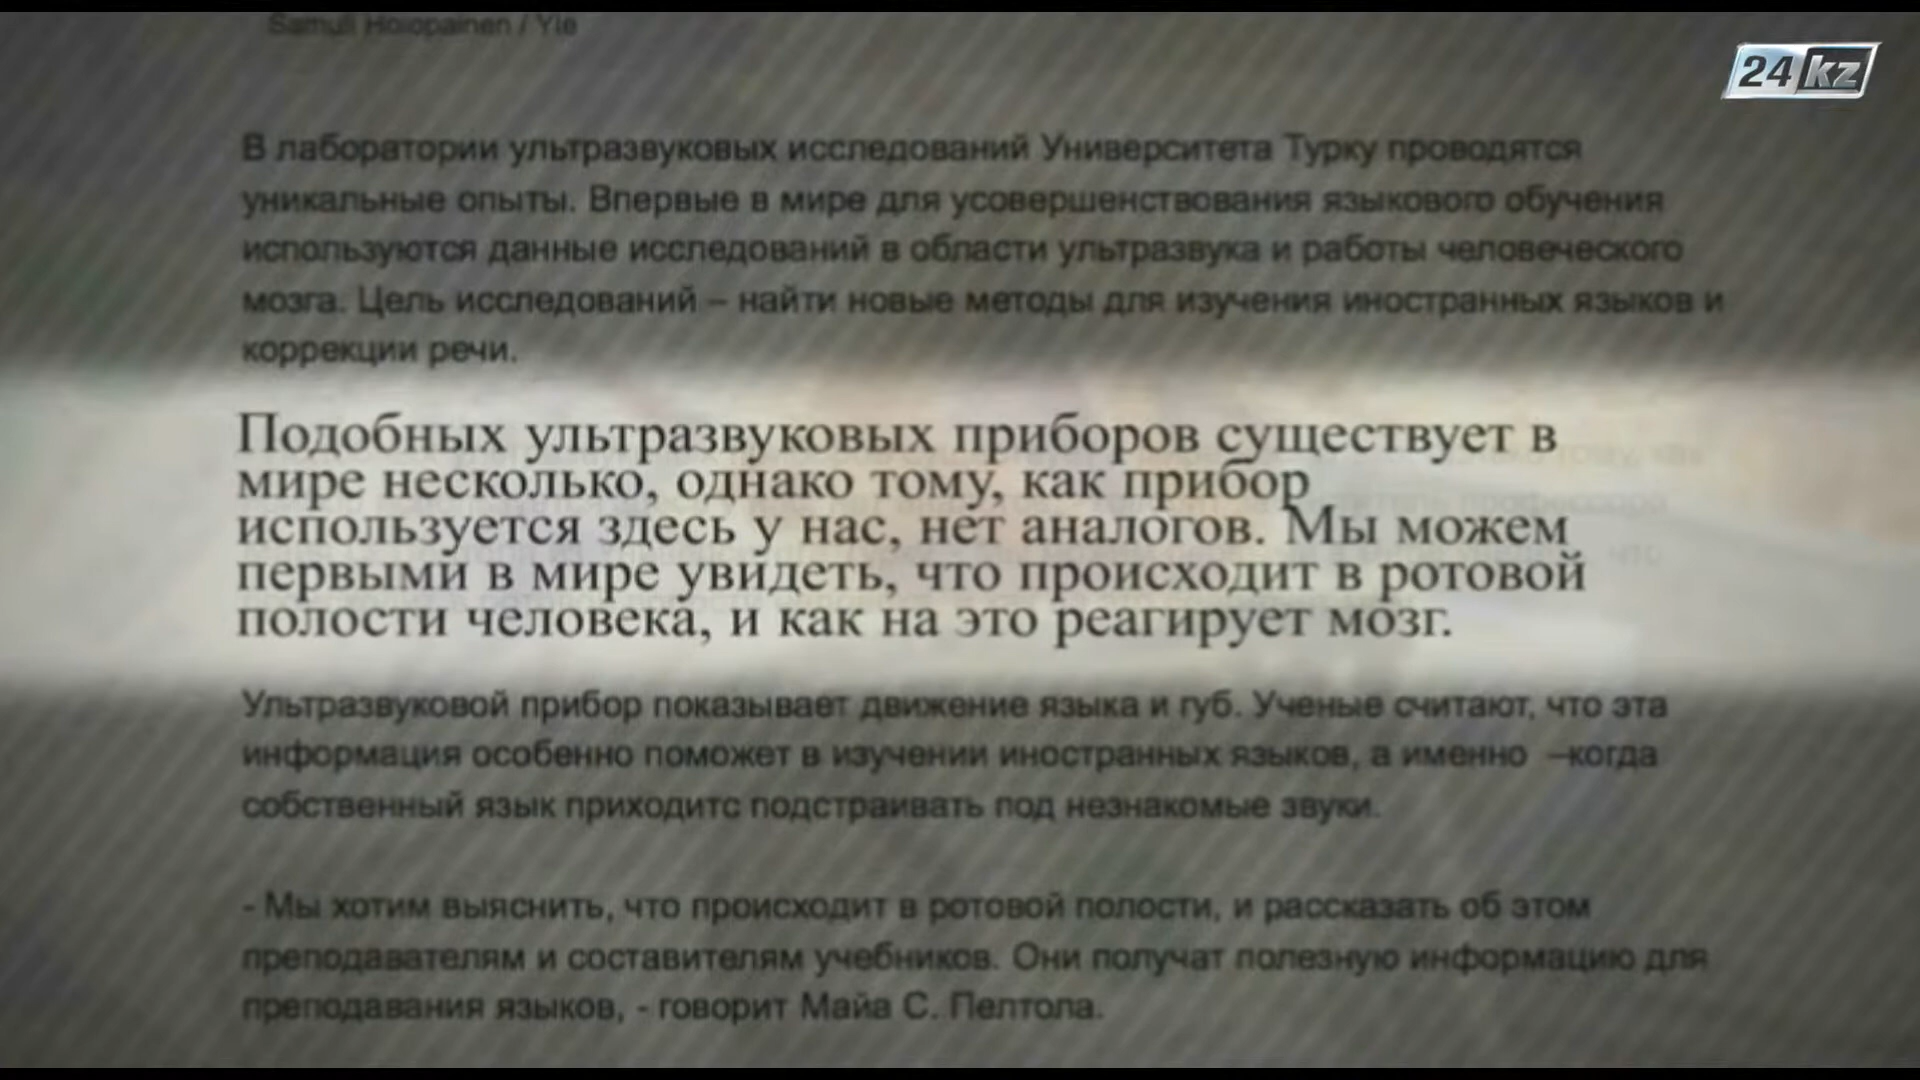 Samuli Holopainen / Yle
24 kz
В лаборатории ультразвуковых исследований Университета Турку проводятся
уникальные опыты. Впервые в мире для усовершенствования языкового обучения
используются данные исследований в области ультразвука и работы человеческого
мозга. Цель исследований – найти новые методы для изучения иностранных языков и
коррекции речи.
Подобных ультразвуковых приборов существует в
мире несколько, однако тому, как прибор
используется здесь у нас, нет аналогов. Мы можем
первыми в мире увидеть, что происходит в ротовой
полости человека, и как на это реагирует мозг.
Ультразвуковой прибор показывает движение языка и губ. Ученые считают, что эта
информация особенно поможет в изучении иностранных языков, а именно –когда
собственный язык приходитс подстраивать под незнакомые звуки.
- Мы хотим выяснить, что происходит в ротовой полости, и рассказать об этом
преподавателям и составителям учебников. Они получат полезную информацию для
преподавания языков, - говорит Майа С. Пелтола.